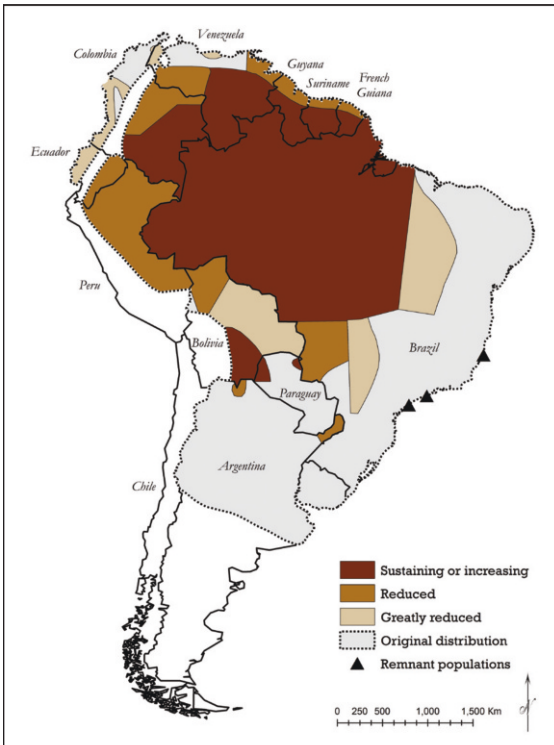 Venezuela
Colombia
Guyana
Suriname
French
Guiana
Ecuador
Peru
Brazil
Bolivia
Paraguay
Argentina
Chile
Sustaining or increasing
Reduced
Greatly reduced
Original distribution
Remnant populations
0 250 500 1,000 1,500 Km
N